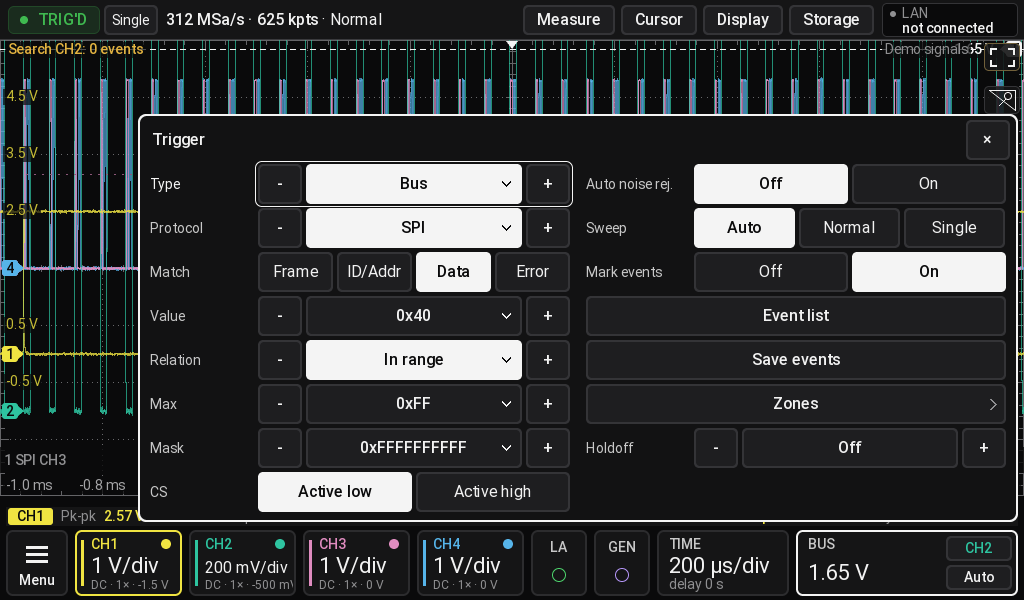 TRIG'D Single 312 MSa/s · 625 kpts · Normal Measure Cursor Display Storage LAN not connected
Search CH2: 0 events Demo signals
4.5 V
3.5 V
2.5 V
4
0.5 V
1
-0.5 V
2
1 SPI CH3
-1.0 ms -0.8 ms
Trigger ×
Type - Bus + Auto noise rej. Off On
Protocol - SPI + Sweep Auto Normal Single
Match Frame ID/Addr Data Error Mark events Off On
Value - 0x40 + Event list
Relation - In range + Save events
Max - 0xFF + Zones
Mask - 0xFFFFFFFFFF + Holdoff - Off +
CS Active low Active high
CH1 Pk-pk 2.57 V
Menu
CH1
1 V/div
DC · 1× · -1.5 V
CH2
200 mV/div
DC · 1× · -500 mV
CH3
1 V/div
DC · 1× · 0 V
CH4
1 V/div
DC · 1× · 0 V
LA
GEN
TIME
200 µs/div
delay 0 s
BUS
1.65 V
CH2
Auto